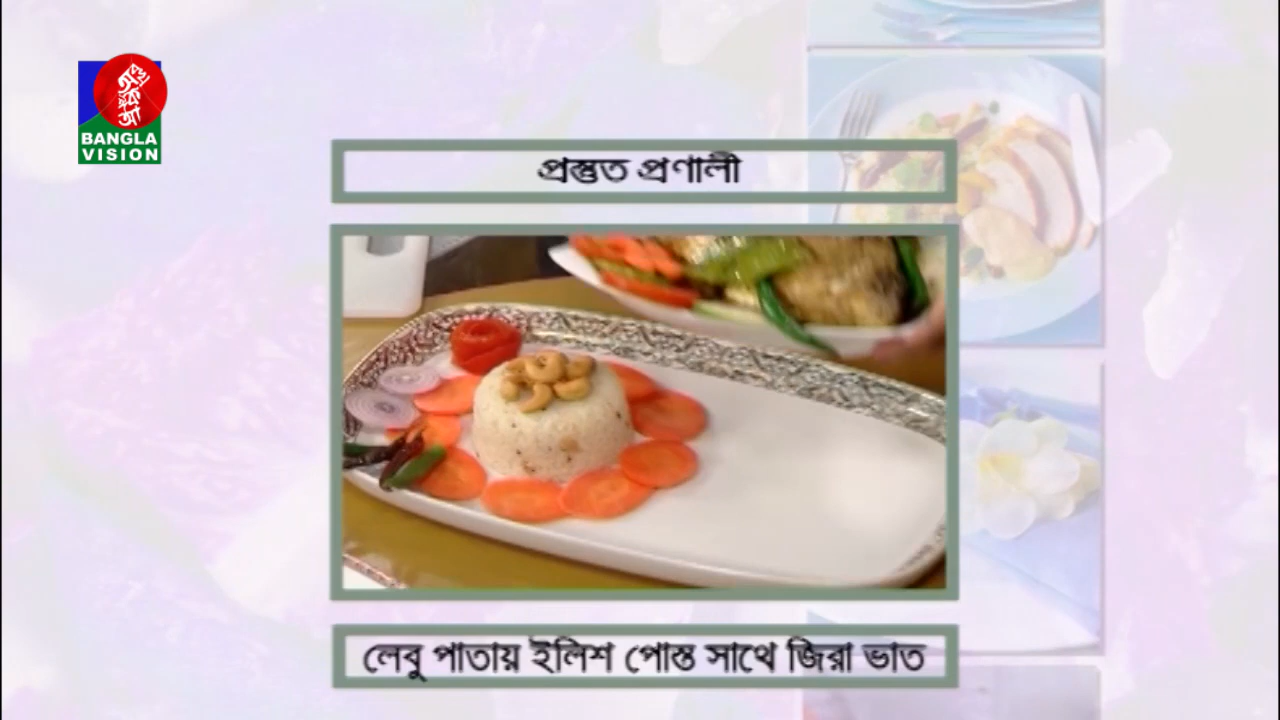 BANGLA
VISION
প্রস্তুত প্রণালী
লেবু পাতায় ইলিশ পোস্ত সাথে জিরা ভাত